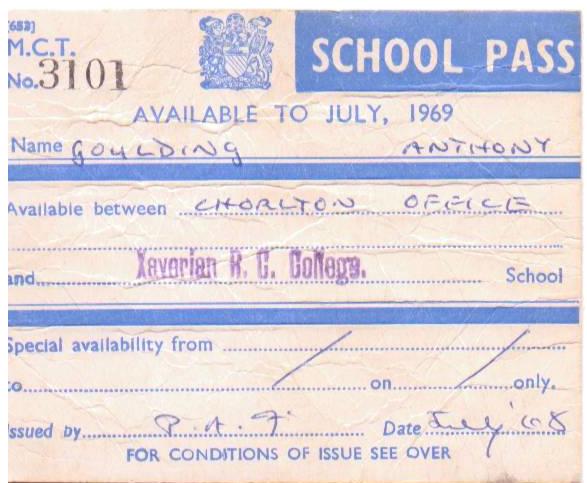 [653]
M.C.T.
No. 3101
SCHOOL PASS
AVAILABLE TO JULY, 1969
Name GOULDING ANTHONY
Available between CHORLTON OFFICE
and Xaverian R. C. College. School
Special availability from
to on only.
Issued by P. A. F. Date July '68
FOR CONDITIONS OF ISSUE SEE OVER